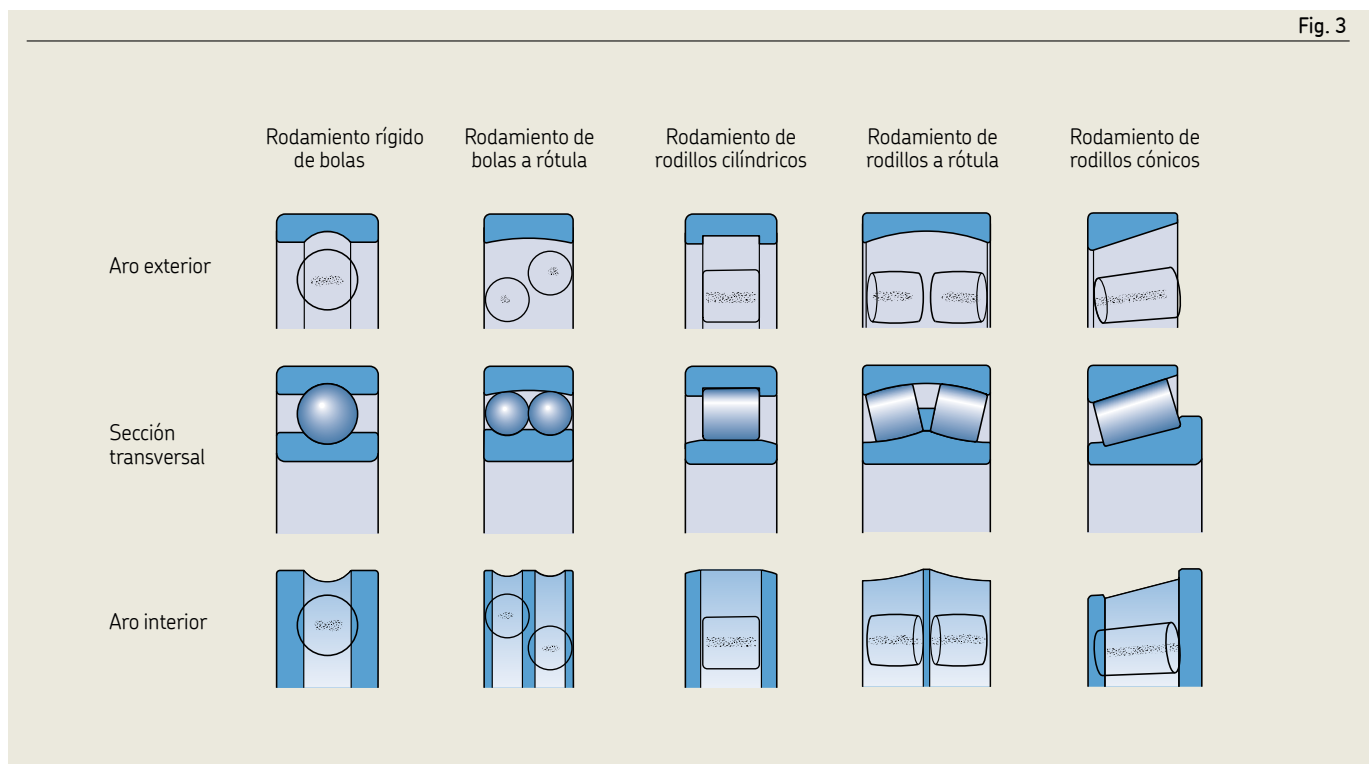 Fig. 3
Rodamiento rígido
de bolas
Rodamiento de
bolas a rótula
Rodamiento de
rodillos cilíndricos
Rodamiento de
rodillos a rótula
Rodamiento de
rodillos cónicos
Aro exterior
Sección
transversal
Aro interior